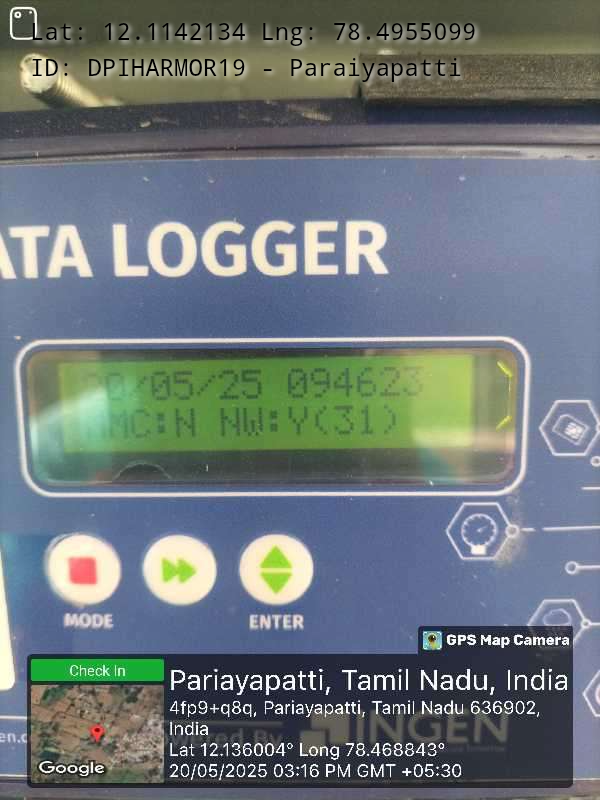 Lat: 12.1142134 Lng: 78.4955099
ID: DPIHARMOR19 - Paraiyapatti
ATA LOGGER
20/05/25 094623
MC:N NW:Y(31)
MODE
ENTER
GPS Map Camera
Check In
Pariayapatti, Tamil Nadu, India
4fp9+q8q, Pariayapatti, Tamil Nadu 636902,
India
Lat 12.136004° Long 78.468843°
20/05/2025 03:16 PM GMT +05:30
Google